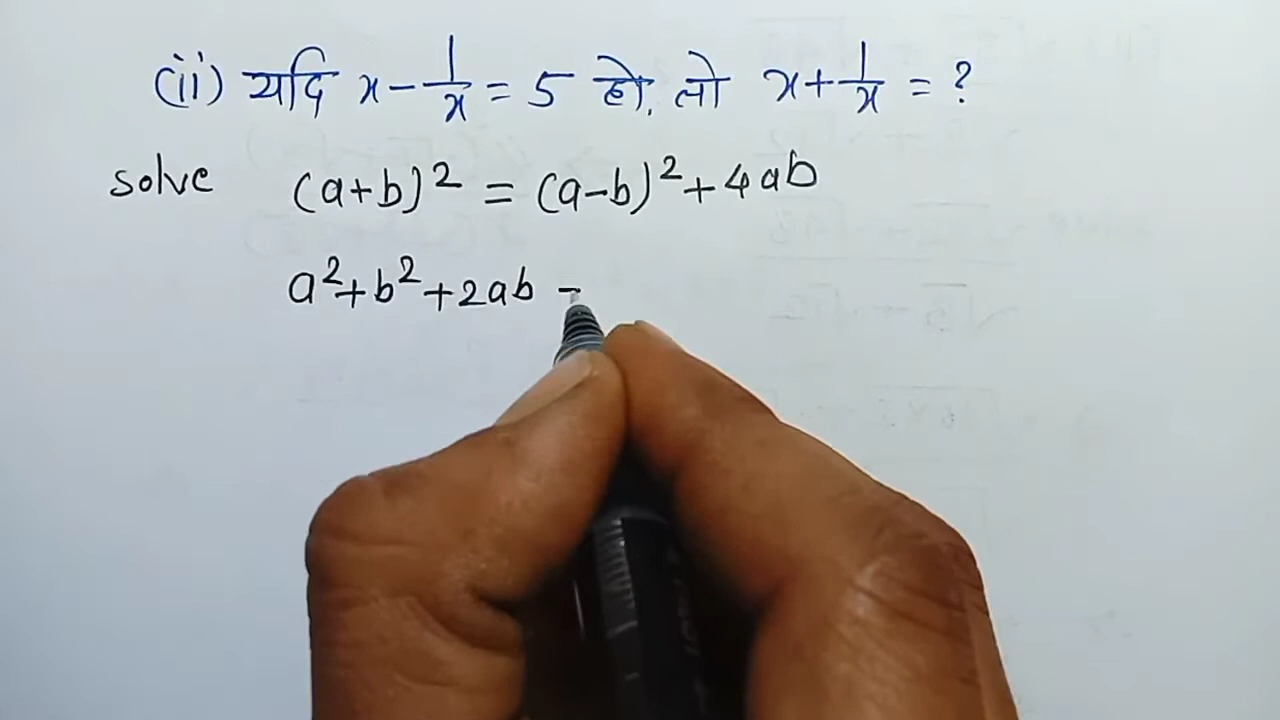 (ii) यदि x - 1/x = 5 हो, तो x + 1/x = ?
solve (a+b)² = (a-b)² + 4ab
a² + b² + 2ab -